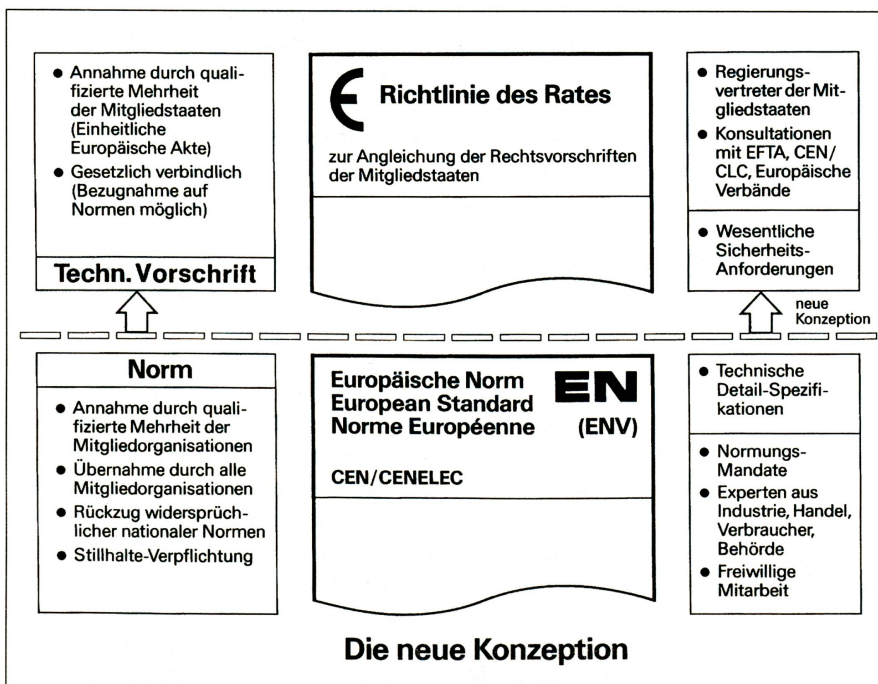 ● Annahme durch quali-
fizierte Mehrheit
der Mitgliedstaaten
(Einheitliche
Europäische Akte)
● Gesetzlich verbindlich
(Bezugnahme auf
Normen möglich)
Techn. Vorschrift
Є Richtlinie des Rates
zur Angleichung der Rechtsvorschriften
der Mitgliedstaaten
● Regierungs-
vertreter der Mit-
gliedstaaten
● Konsultationen
mit EFTA, CEN/
CLC, Europäische
Verbände
● Wesentliche
Sicherheits-
Anforderungen
neue
Konzeption
Norm
● Annahme durch quali-
fizierte Mehrheit der
Mitgliedorganisationen
● Übernahme durch alle
Mitgliedorganisationen
● Rückzug widersprüch-
licher nationaler Normen
● Stillhalte-Verpflichtung
Europäische Norm
European Standard
Norme Européenne
EN
(ENV)
CEN/CENELEC
● Technische
Detail-Spezifi-
kationen
● Normungs-
Mandate
● Experten aus
Industrie, Handel,
Verbraucher,
Behörde
● Freiwillige
Mitarbeit
Die neue Konzeption